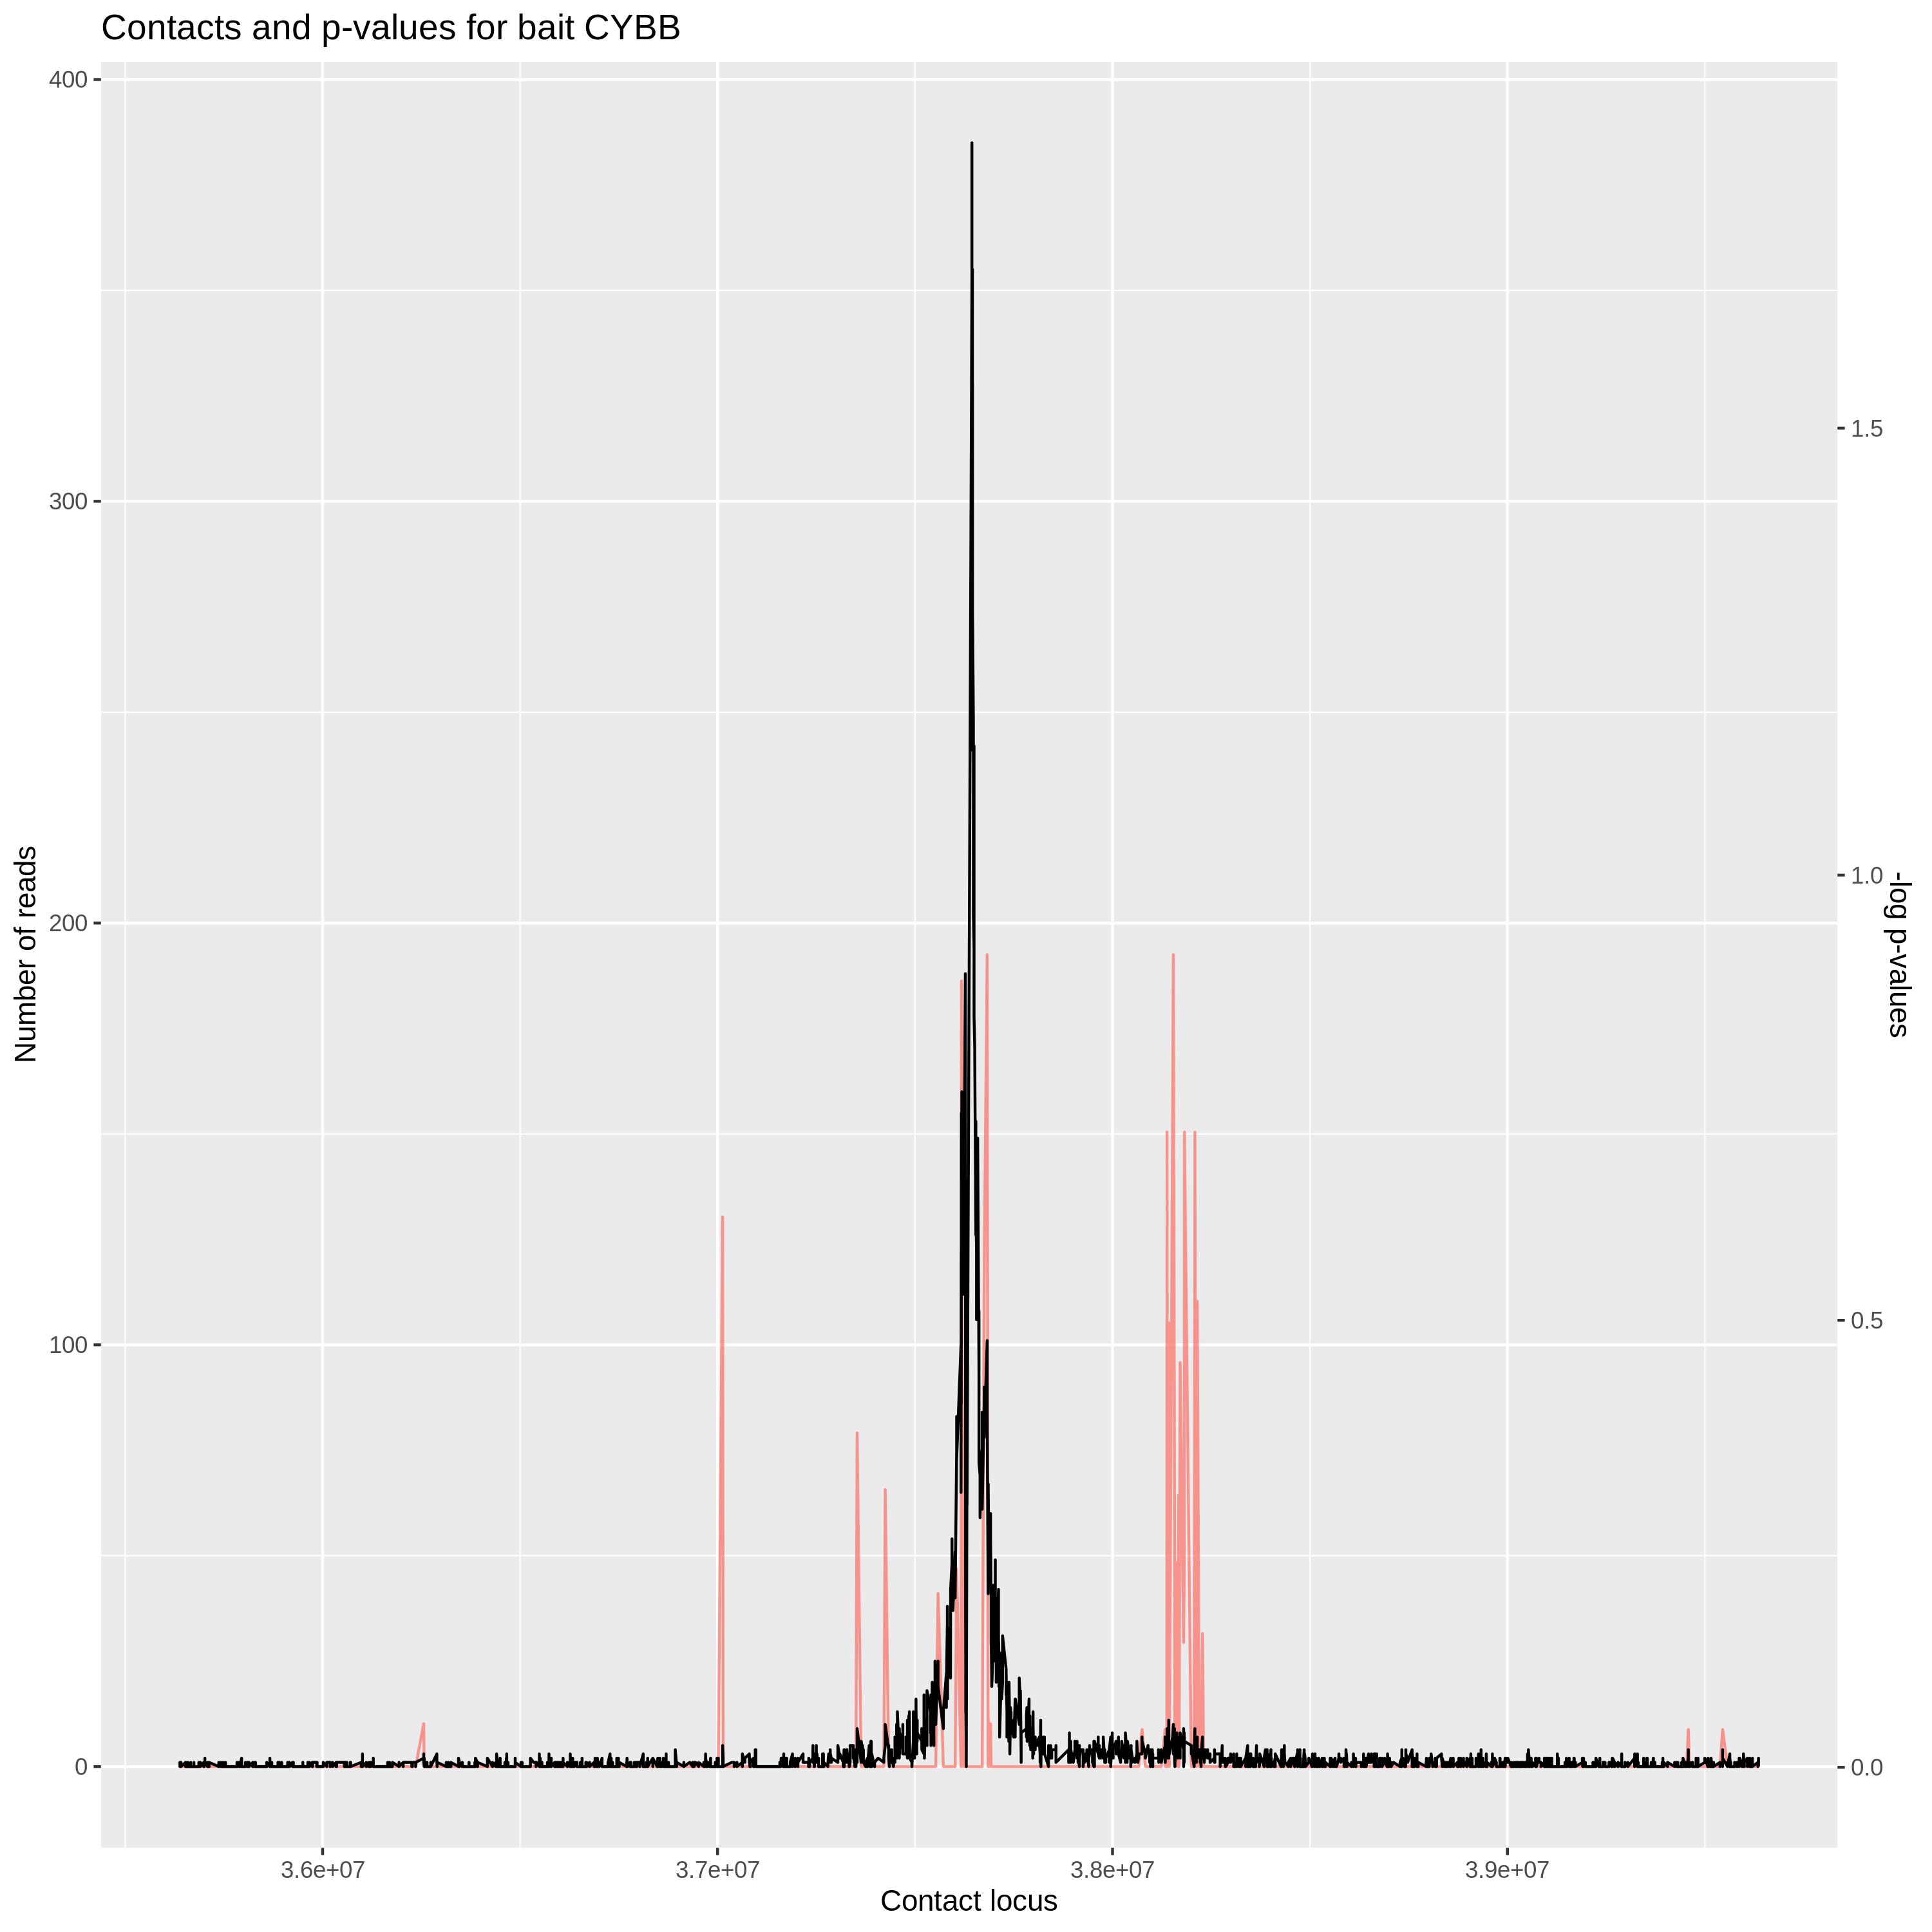 Contacts and p-values for bait CYBB
400
300
200
100
0
Number of reads
1.5
1.0
0.5
0.0
-log p-values
3.6e+07
3.7e+07
3.8e+07
3.9e+07
Contact locus